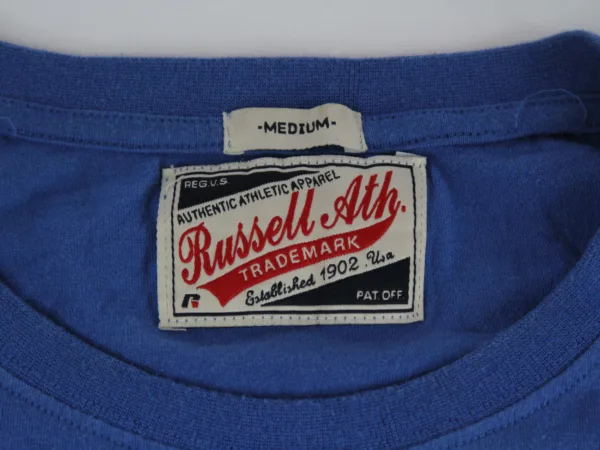 -MEDIUM-
REG.U.S.
AUTHENTIC ATHLETIC APPAREL
Russell Ath.
TRADEMARK
Established 1902. Usa
R
PAT. OFF.